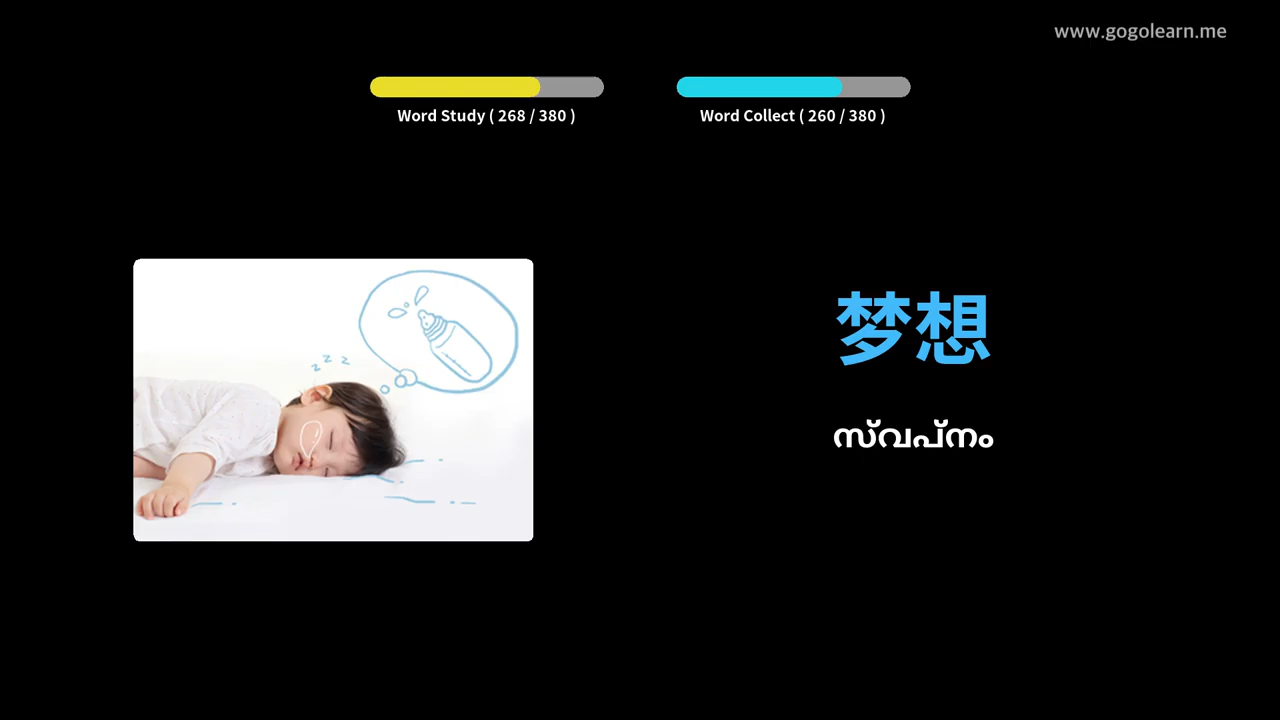 www.gogolearn.me
Word Study ( 268 / 380 )
Word Collect ( 260 / 380 )
z z z
梦想
സ്വപ്നം